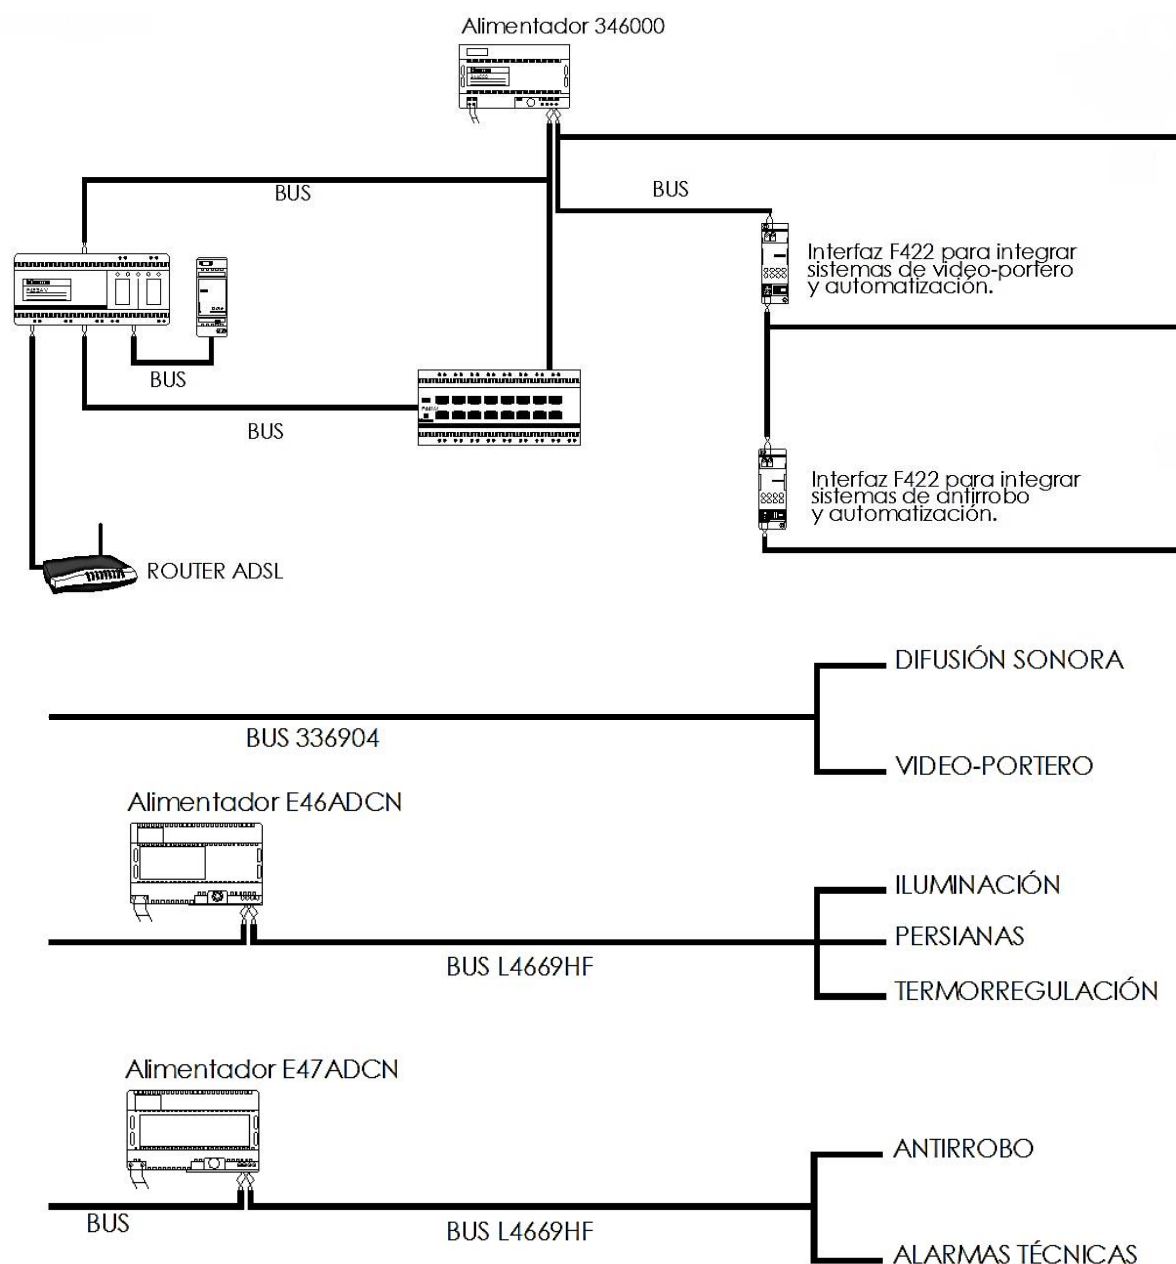 Alimentador 346000
BUS
BUS
Interfaz F422 para integrar
sistemas de video-portero
y automatización.
BUS
BUS
Interfaz F422 para integrar
sistemas de antirrobo
y automatización.
ROUTER ADSL
DIFUSIÓN SONORA
BUS 336904
VIDEO-PORTERO
Alimentador E46ADCN
ILUMINACIÓN
PERSIANAS
BUS L4669HF
TERMORREGULACIÓN
Alimentador E47ADCN
ANTIRROBO
BUS
BUS L4669HF
ALARMAS TÉCNICAS